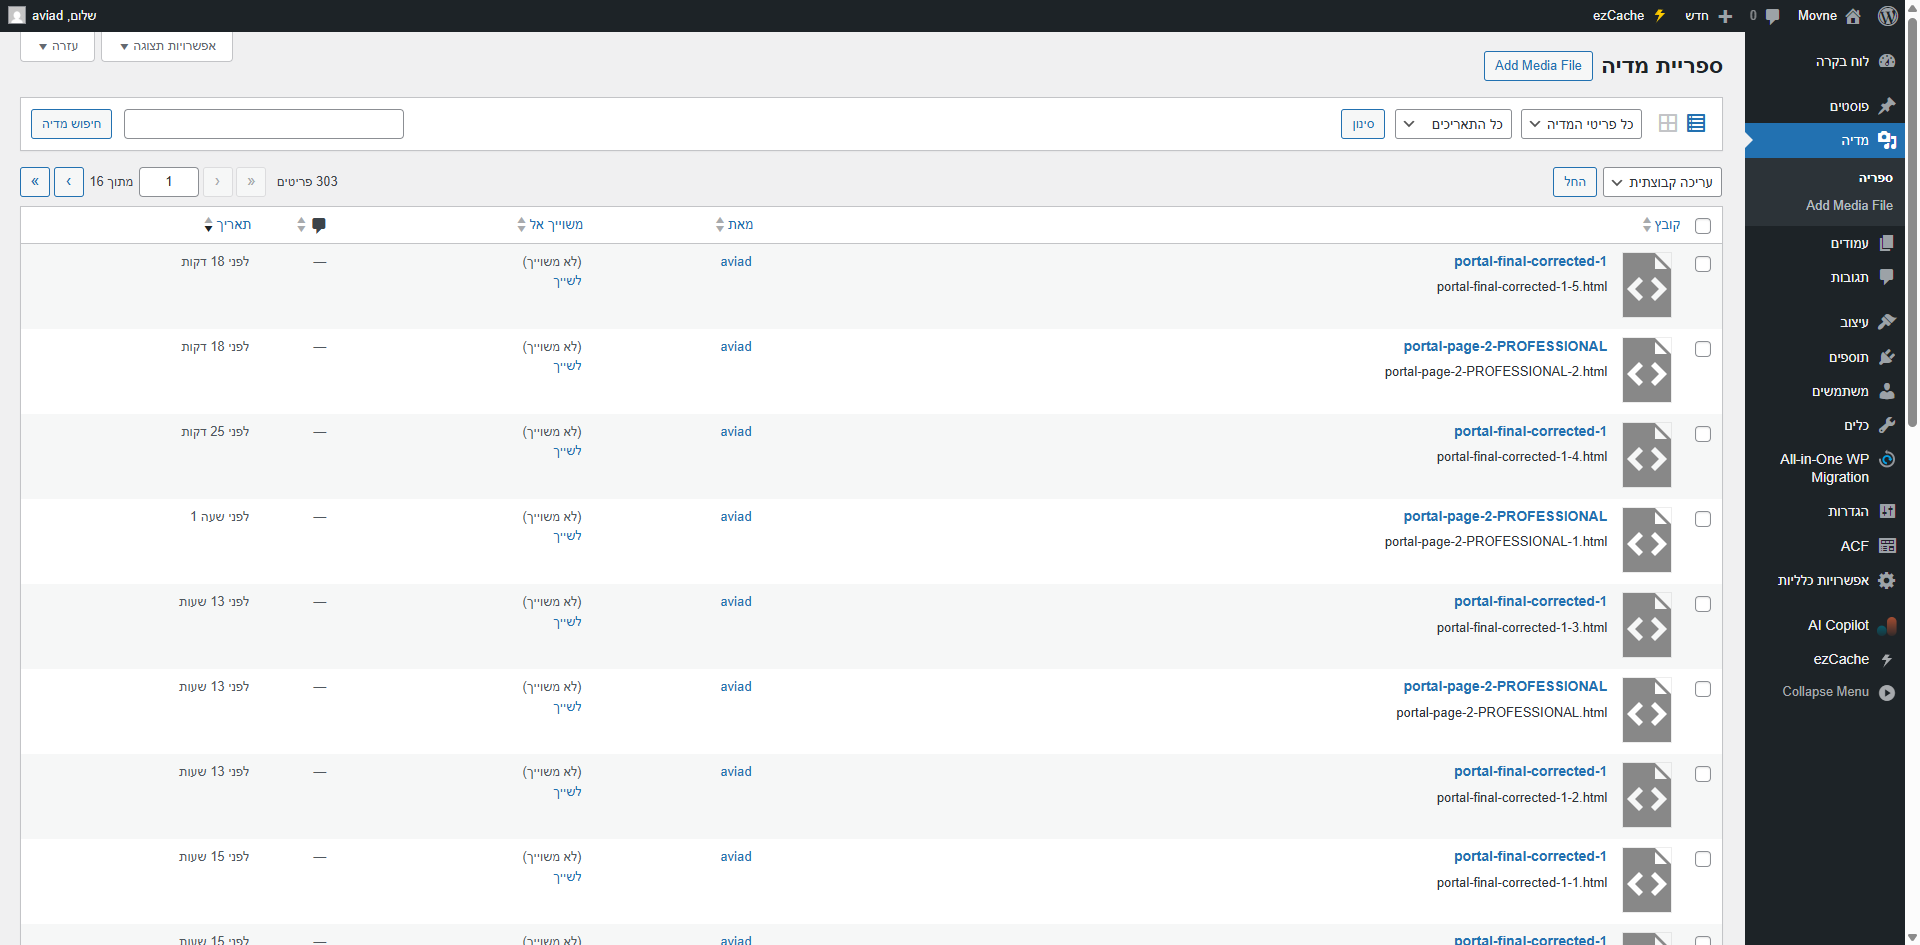 Movne
0
חדש
ezCache
שלום, aviad
לוח בקרה
פוסטים
מדיה
ספריה
Add Media File
עמודים
תגובות
עיצוב
תוספים
משתמשים
כלים
All-in-One WP
Migration
הגדרות
ACF
אפשרויות כלליות
AI Copilot
ezCache
Collapse Menu
אפשרויות תצוגה
עזרה
ספריית מדיה
Add Media File
כל פריטי המדיה
כל התאריכים
סינון
חיפוש מדיה
עריכה קבוצתית
החל
303 פריטים
«
‹
1
מתוך 16
›
»
קובץ
מאת
משוייך אל
תאריך
portal-final-corrected-1
portal-final-corrected-1-5.html
aviad
(לא משוייך)
לשייך
—
לפני 18 דקות
portal-page-2-PROFESSIONAL
portal-page-2-PROFESSIONAL-2.html
aviad
(לא משוייך)
לשייך
—
לפני 18 דקות
portal-final-corrected-1
portal-final-corrected-1-4.html
aviad
(לא משוייך)
לשייך
—
לפני 25 דקות
portal-page-2-PROFESSIONAL
portal-page-2-PROFESSIONAL-1.html
aviad
(לא משוייך)
לשייך
—
לפני שעה 1
portal-final-corrected-1
portal-final-corrected-1-3.html
aviad
(לא משוייך)
לשייך
—
לפני 13 שעות
portal-page-2-PROFESSIONAL
portal-page-2-PROFESSIONAL.html
aviad
(לא משוייך)
לשייך
—
לפני 13 שעות
portal-final-corrected-1
portal-final-corrected-1-2.html
aviad
(לא משוייך)
לשייך
—
לפני 13 שעות
portal-final-corrected-1
portal-final-corrected-1-1.html
aviad
(לא משוייך)
לשייך
—
לפני 15 שעות
portal-final-corrected-1
aviad
(לא משוייך)
—
לפני 15 שעות